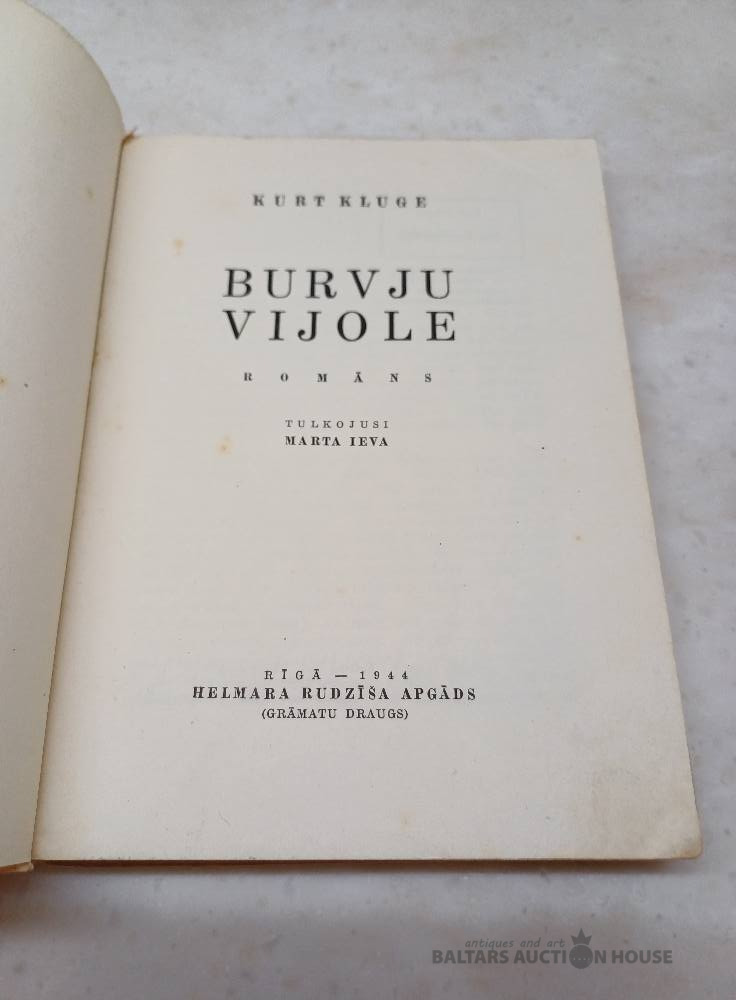 KURT KLUGE
BURVJU
VIJOLE
ROMĀNS
TULKOJUSI
MARTA IEVA
RĪGĀ — 1944
HELMARA RUDZĪŠA APGĀDS
(GRĀMATU DRAUGS)
antiques and art
BALTARS AUCTION HOUSE